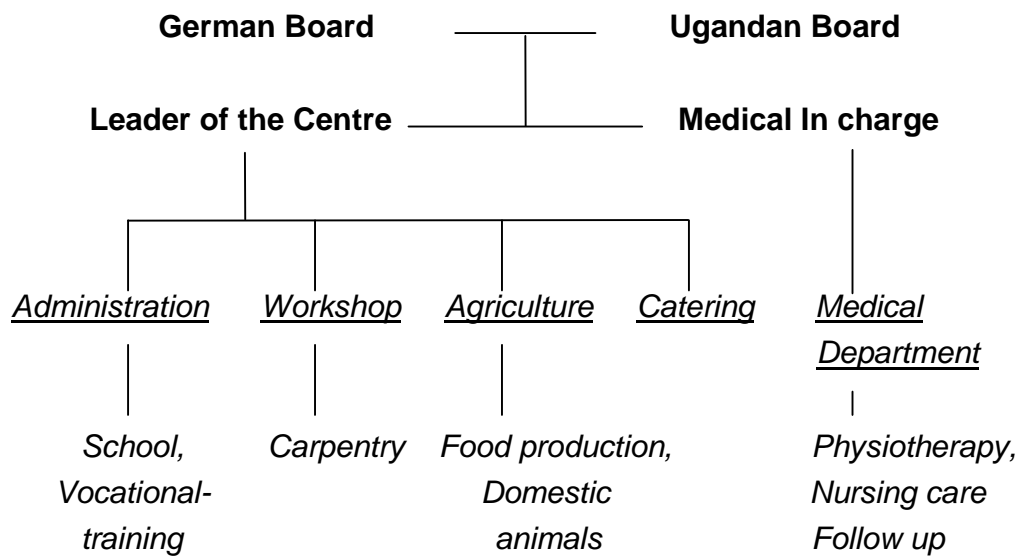 German Board Ugandan Board
Leader of the Centre Medical In charge
Administration Workshop Agriculture Catering Medical
Department
School, Carpentry Food production, Physiotherapy,
Vocational- Domestic Nursing care
training animals Follow up